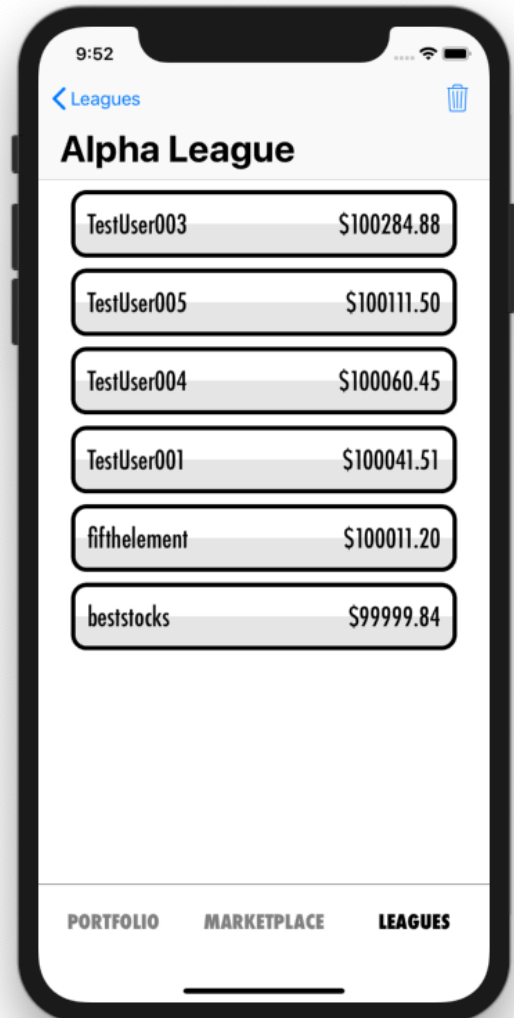 9:52
Leagues
Alpha League
TestUser003 $100284.88
TestUser005 $100111.50
TestUser004 $100060.45
TestUser001 $100041.51
fifthelement $100011.20
beststocks $99999.84
PORTFOLIO MARKETPLACE LEAGUES